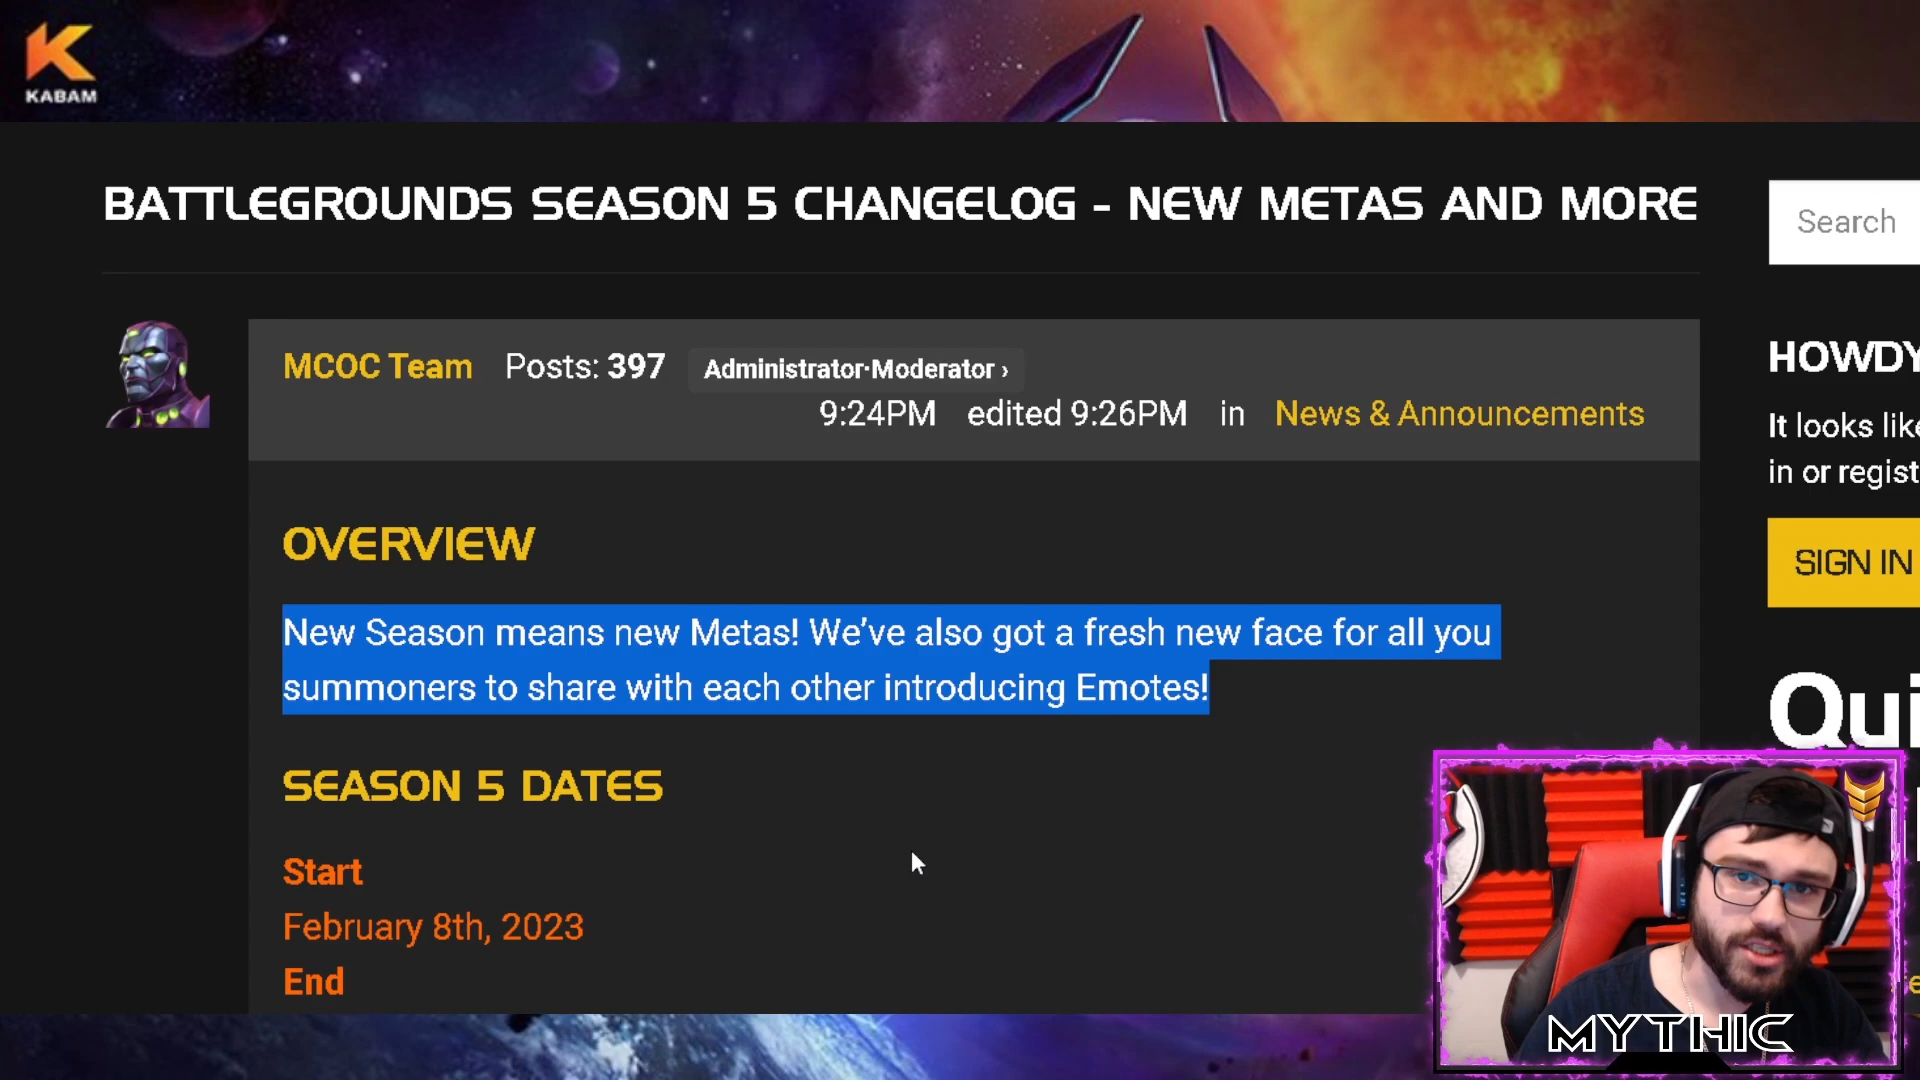 KABAM
BATTLEGROUNDS SEASON 5 CHANGELOG - NEW METAS AND MORE
Search
MCOC Team Posts: 397 Administrator·Moderator ›
9:24PM edited 9:26PM in News & Announcements
HOWDY
It looks like
in or regist
SIGN IN
OVERVIEW
New Season means new Metas! We’ve also got a fresh new face for all you
summoners to share with each other introducing Emotes!
Qui
SEASON 5 DATES
Start
February 8th, 2023
End
MYTHIC